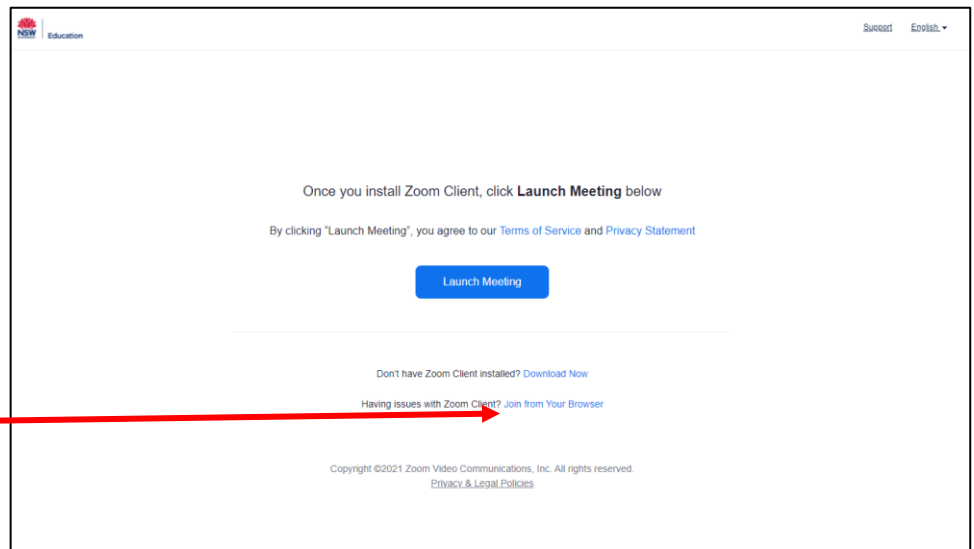 NSW
Education
Support English
Once you install Zoom Client, click Launch Meeting below
By clicking "Launch Meeting", you agree to our Terms of Service and Privacy Statement
Launch Meeting
Don't have Zoom Client installed? Download Now
Having issues with Zoom Client? Join from Your Browser
Copyright ©2021 Zoom Video Communications, Inc. All rights reserved.
Privacy & Legal Policies